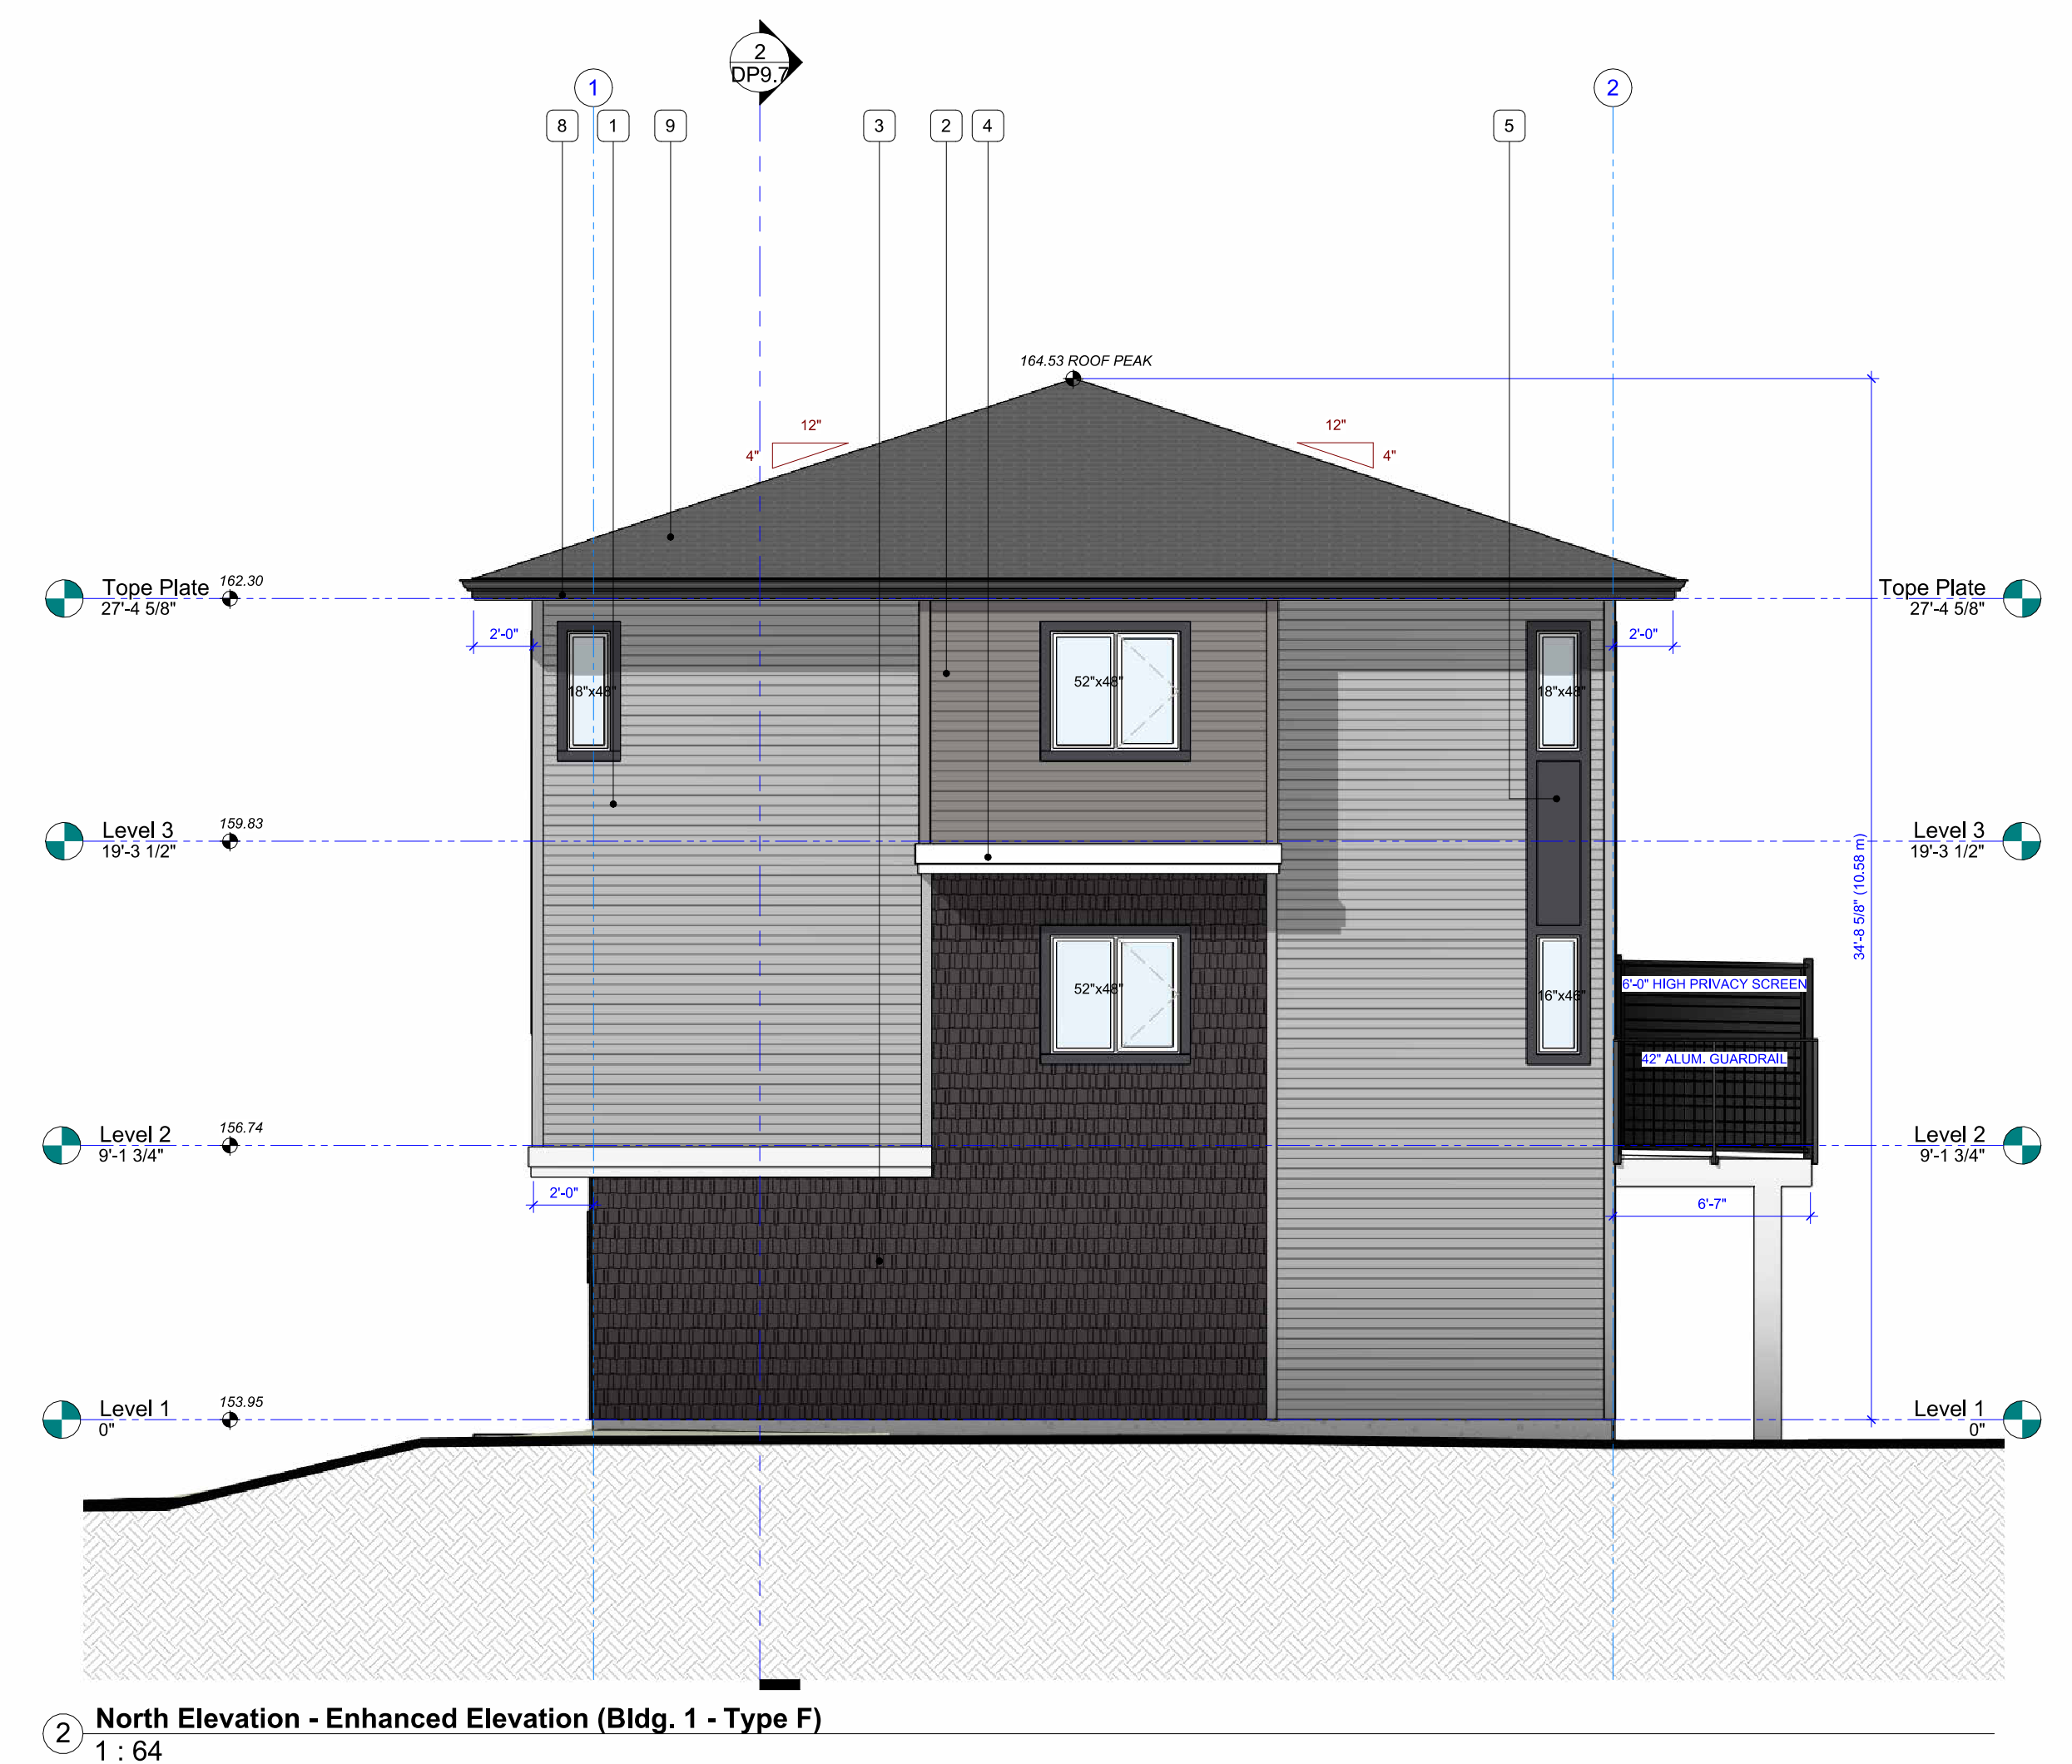 2
DP9.7
1
2
8
1
9
3
2
4
5
164.53 ROOF PEAK
12"
4"
12"
4"
Tope Plate
27'-4 5/8"
162.30
Tope Plate
27'-4 5/8"
2'-0"
2'-0"
18"x48"
52"x48"
18"x48"
Level 3
19'-3 1/2"
159.83
Level 3
19'-3 1/2"
34'-8 5/8" (10.58 m)
52"x48"
16"x46"
6'-0" HIGH PRIVACY SCREEN
42" ALUM. GUARDRAIL
Level 2
9'-1 3/4"
156.74
Level 2
9'-1 3/4"
2'-0"
6'-7"
Level 1
0"
153.95
Level 1
0"
2
North Elevation - Enhanced Elevation (Bldg. 1 - Type F)
1 : 64